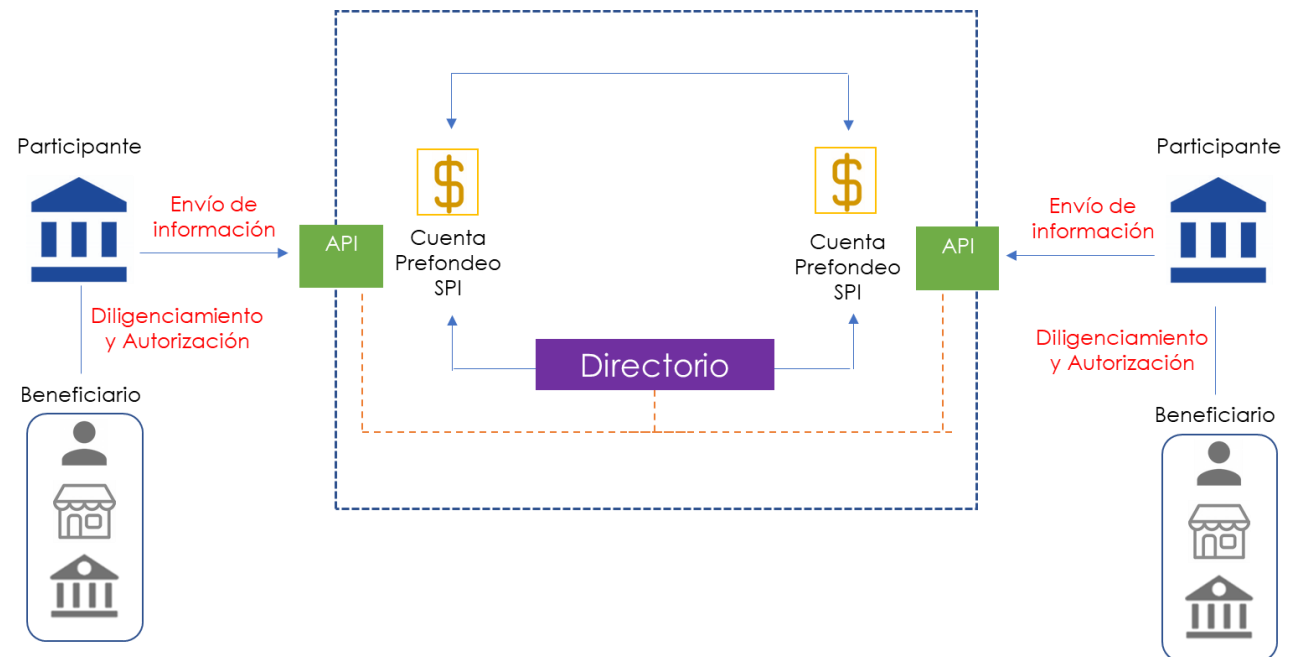 Participante
Envío de
información
API
Diligenciamiento
y Autorización
Beneficiario
Cuenta
Prefondeo
SPI
Directorio
Cuenta
Prefondeo
SPI
API
Participante
Envío de
información
Diligenciamiento
y Autorización
Beneficiario